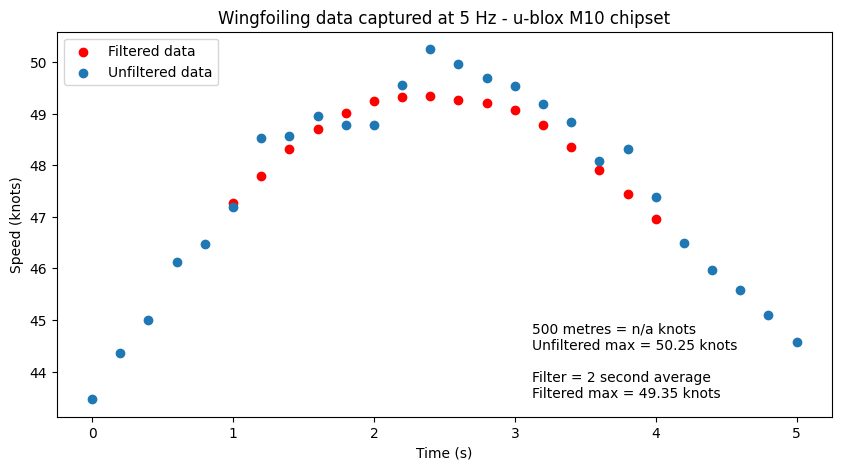 Wingfoiling data captured at 5 Hz - u-blox M10 chipset
Filtered data
Unfiltered data
Speed (knots)
50
49
48
47
46
45
44
500 metres = n/a knots
Unfiltered max = 50.25 knots
Filter = 2 second average
Filtered max = 49.35 knots
0 1 2 3 4 5
Time (s)